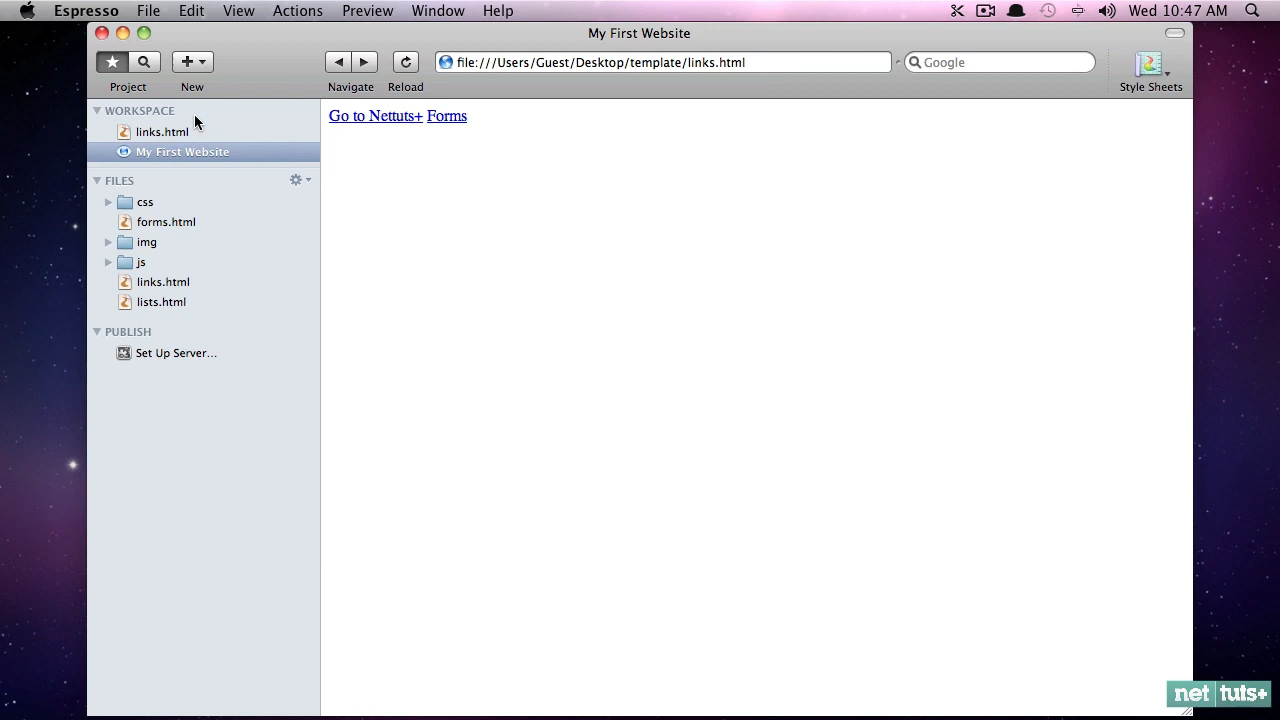 Espresso File Edit View Actions Preview Window Help Wed 10:47 AM
My First Website
file:///Users/Guest/Desktop/template/links.html Google
Project New Navigate Reload Style Sheets
WORKSPACE
links.html
My First Website
FILES
css
forms.html
img
js
links.html
lists.html
PUBLISH
Set Up Server...
Go to Nettuts+ Forms
net tuts+